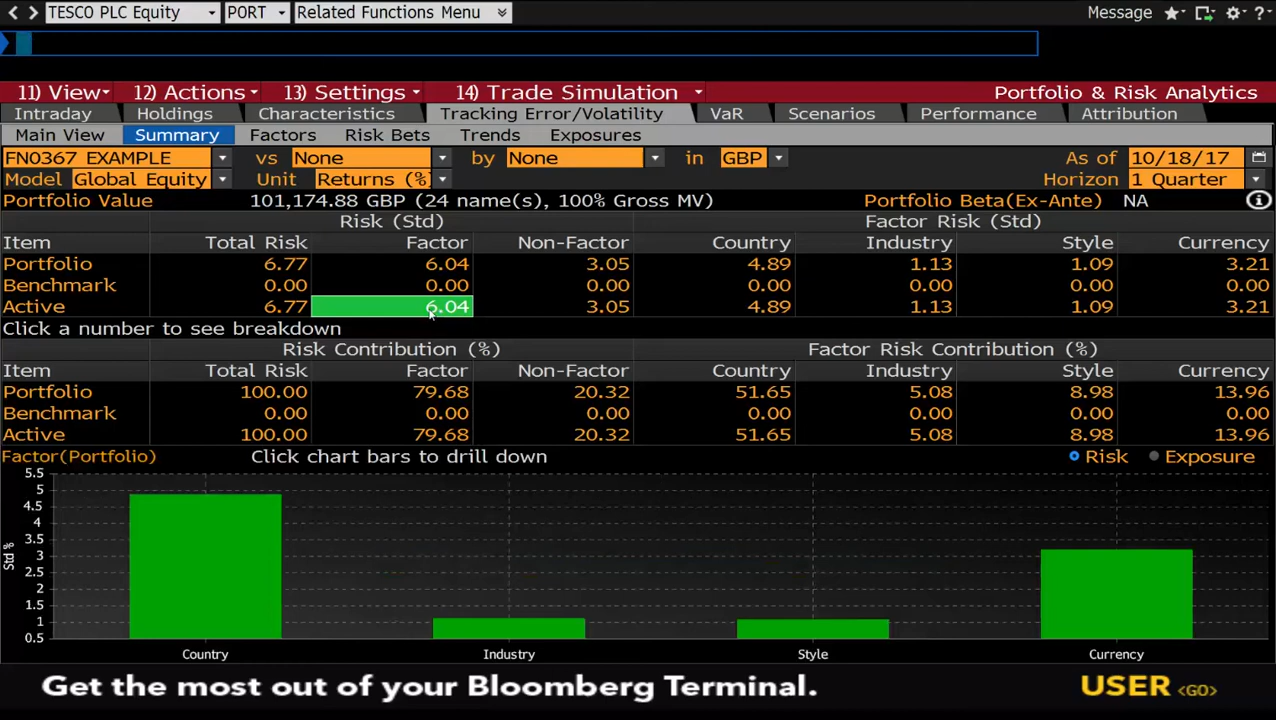 TESCO PLC Equity PORT Related Functions Menu Message
11) View 12) Actions 13) Settings 14) Trade Simulation Portfolio & Risk Analytics
Intraday Holdings Characteristics Tracking Error/Volatility VaR Scenarios Performance Attribution
Main View Summary Factors Risk Bets Trends Exposures
FN0367 EXAMPLE vs None by None in GBP As of 10/18/17
Model Global Equity Unit Returns (% Horizon 1 Quarter
Portfolio Value 101,174.88 GBP (24 name(s), 100% Gross MV) Portfolio Beta(Ex-Ante) NA
Risk (Std) Factor Risk (Std)
Item Total Risk Factor Non-Factor Country Industry Style Currency
Portfolio 6.77 6.04 3.05 4.89 1.13 1.09 3.21
Benchmark 0.00 0.00 0.00 0.00 0.00 0.00 0.00
Active 6.77 6.04 3.05 4.89 1.13 1.09 3.21
Click a number to see breakdown
Risk Contribution (%) Factor Risk Contribution (%)
Item Total Risk Factor Non-Factor Country Industry Style Currency
Portfolio 100.00 79.68 20.32 51.65 5.08 8.98 13.96
Benchmark 0.00 0.00 0.00 0.00 0.00 0.00 0.00
Active 100.00 79.68 20.32 51.65 5.08 8.98 13.96
Factor(Portfolio) Click chart bars to drill down Risk Exposure
5.5
5
4.5
4
3.5
3
2.5
2
1.5
1
0.5
Std %
Country Industry Style Currency
Get the most out of your Bloomberg Terminal. USER <GO>